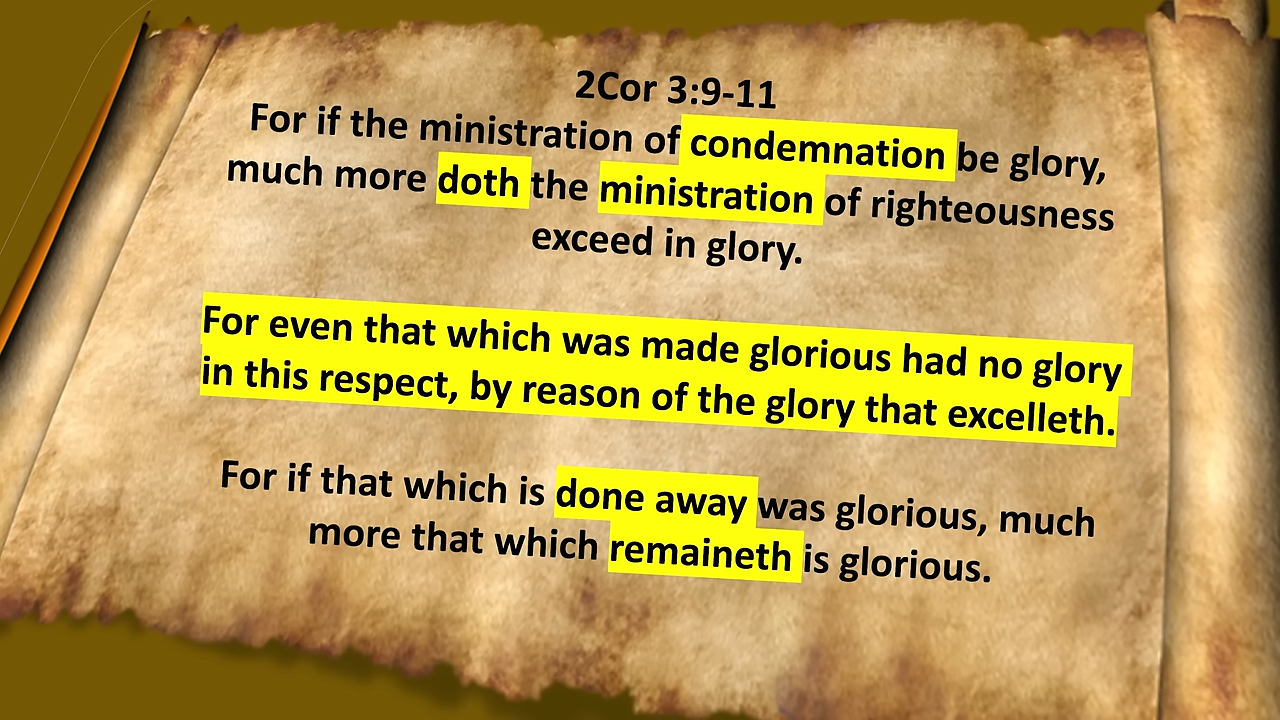 2Cor 3:9-11
For if the ministration of condemnation be glory,
much more doth the ministration of righteousness
exceed in glory.
For even that which was made glorious had no glory
in this respect, by reason of the glory that excelleth.
For if that which is done away was glorious, much
more that which remaineth is glorious.